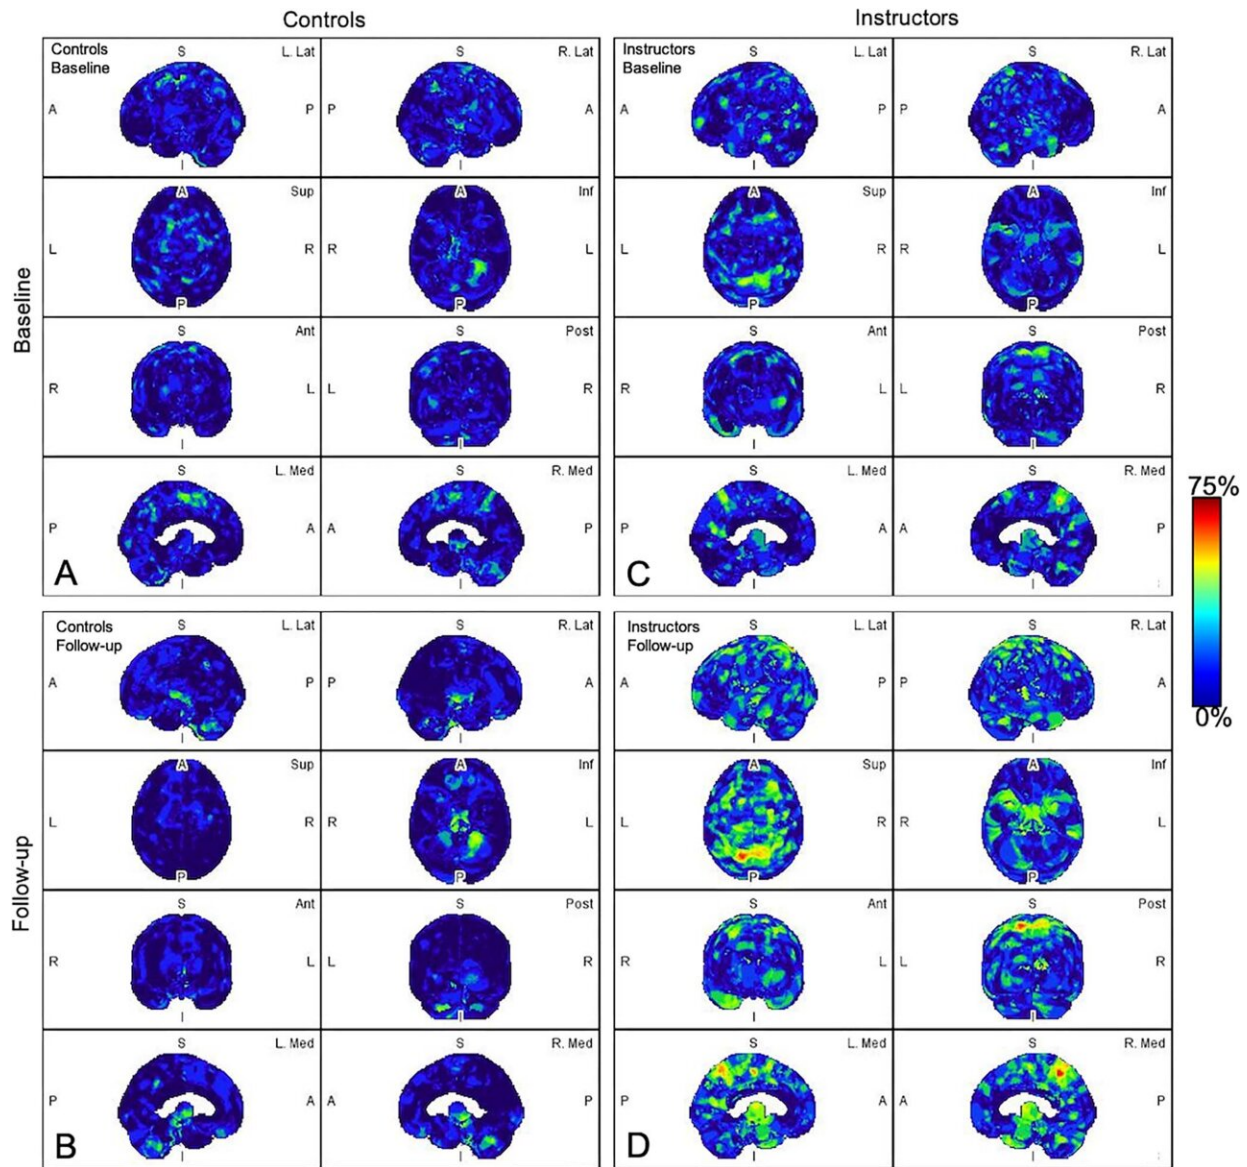 Controls
Instructors
Baseline
Follow-up
Controls
Baseline
S
L. Lat
A
P
I
S
R. Lat
P
A
I
A
Sup
L
R
P
A
Inf
R
L
P
S
Ant
R
L
I
S
Post
L
R
I
S
L. Med
P
A
I
A
S
R. Med
A
P
I
Instructors
Baseline
S
L. Lat
A
P
I
S
R. Lat
P
A
I
A
Sup
L
R
P
A
Inf
R
L
P
S
Ant
R
L
I
S
Post
L
R
I
S
L. Med
P
A
I
C
S
R. Med
A
P
I
75%
0%
Controls
Follow-up
S
L. Lat
A
P
I
S
R. Lat
P
A
I
A
Sup
L
R
P
A
Inf
R
L
P
S
Ant
R
L
I
S
Post
L
R
I
S
L. Med
P
A
I
B
S
R. Med
A
P
I
Instructors
Follow-up
S
L. Lat
A
P
I
S
R. Lat
P
A
I
A
Sup
L
R
P
A
Inf
R
L
P
S
Ant
R
L
I
S
Post
L
R
I
S
L. Med
P
A
I
D
S
R. Med
A
P
I